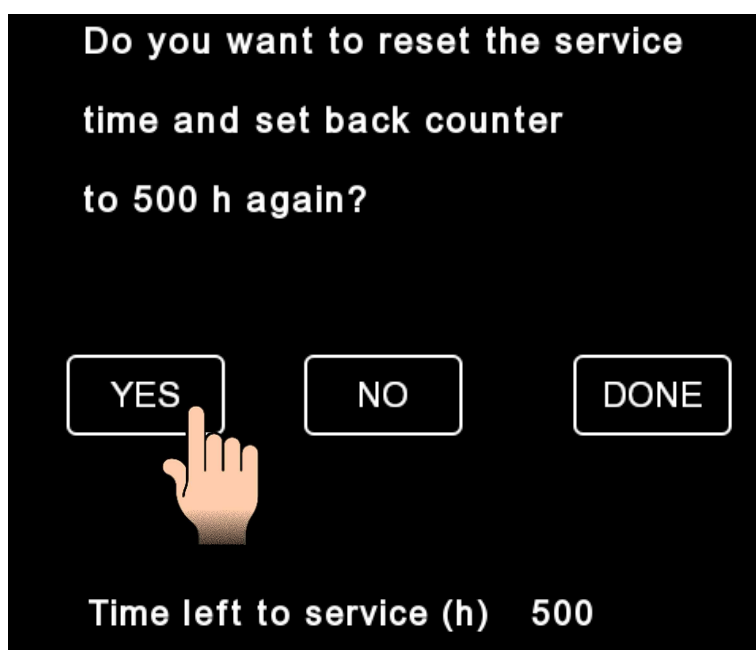 Do you want to reset the service
time and set back counter
to 500 h again?
YES NO DONE
Time left to service (h) 500